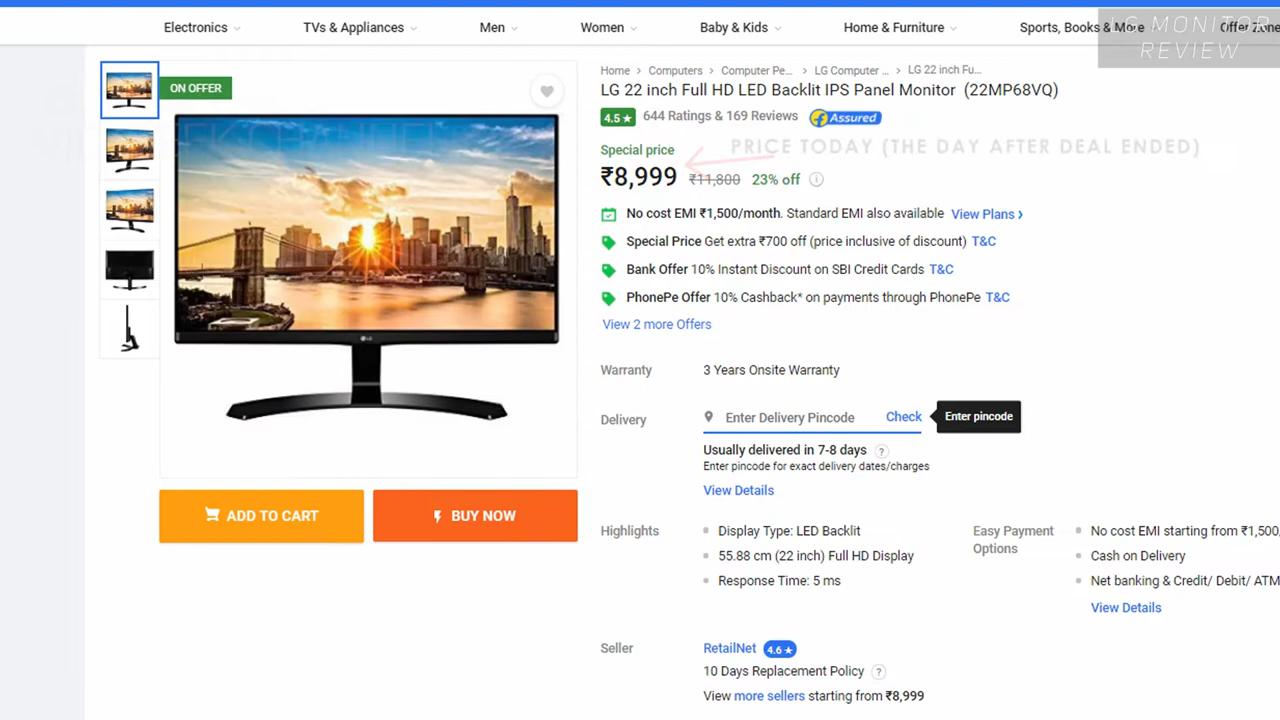 Electronics TVs & Appliances Men Women Baby & Kids Home & Furniture Sports, Books & More Offer Zone
LG MONITOR
REVIEW
Home Computers Computer Pe... LG Computer ... LG 22 inch Fu...
ON OFFER
LG 22 inch Full HD LED Backlit IPS Panel Monitor (22MP68VQ)
4.5 ★ 644 Ratings & 169 Reviews Assured
Special price
PRICE TODAY (THE DAY AFTER DEAL ENDED)
₹8,999 ₹11,800 23% off
No cost EMI ₹1,500/month. Standard EMI also available View Plans ›
Special Price Get extra ₹700 off (price inclusive of discount) T&C
Bank Offer 10% Instant Discount on SBI Credit Cards T&C
PhonePe Offer 10% Cashback* on payments through PhonePe T&C
View 2 more Offers
LG
Warranty 3 Years Onsite Warranty
Delivery Enter Delivery Pincode Check Enter pincode
Usually delivered in 7-8 days ?
Enter pincode for exact delivery dates/charges
View Details
ADD TO CART BUY NOW
Highlights Display Type: LED Backlit
55.88 cm (22 inch) Full HD Display
Response Time: 5 ms
Easy Payment
Options
No cost EMI starting from ₹1,500
Cash on Delivery
Net banking & Credit/ Debit/ ATM
View Details
Seller RetailNet 4.6 ★
10 Days Replacement Policy ?
View more sellers starting from ₹8,999